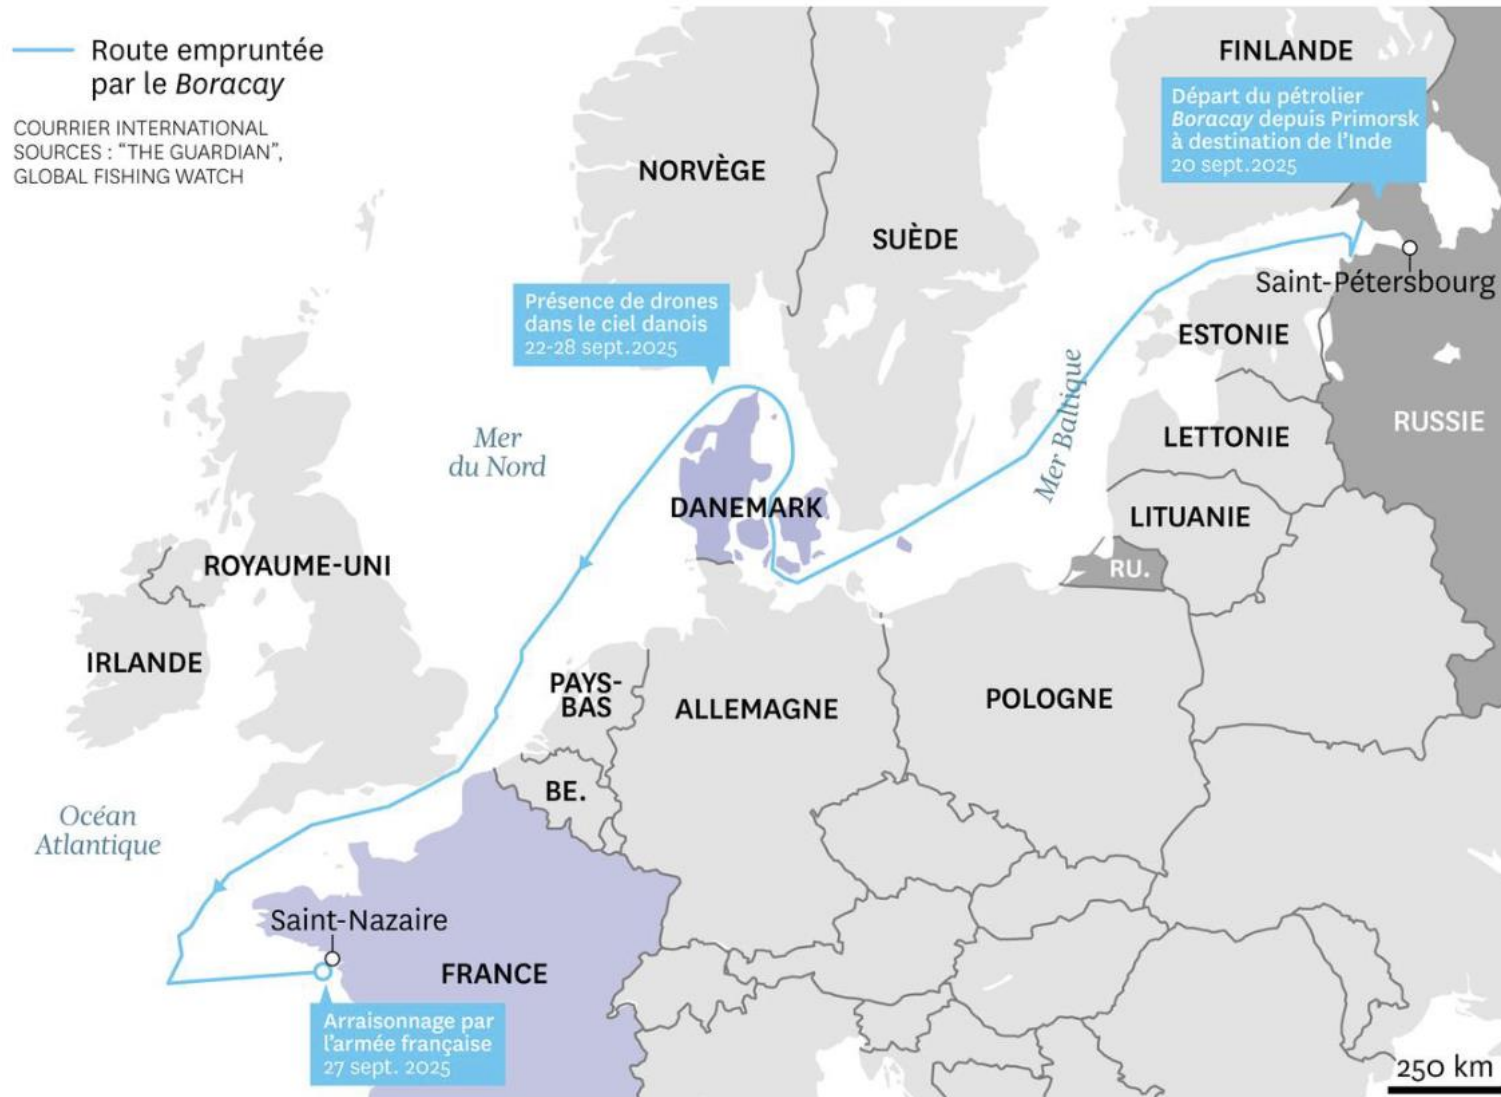 Route empruntée
par le Boracay
COURRIER INTERNATIONAL
SOURCES : “THE GUARDIAN”,
GLOBAL FISHING WATCH
FINLANDE
Départ du pétrolier
Boracay depuis Primorsk
à destination de l’Inde
20 sept.2025
NORVÈGE
SUÈDE
Saint-Pétersbourg
Présence de drones
dans le ciel danois
22-28 sept.2025
ESTONIE
Mer Baltique
RUSSIE
Mer
du Nord
LETTONIE
DANEMARK
LITUANIE
RU.
ROYAUME-UNI
IRLANDE
PAYS-
BAS
ALLEMAGNE
POLOGNE
BE.
Océan
Atlantique
Saint-Nazaire
FRANCE
Arraisonnage par
l’armée française
27 sept. 2025
250 km